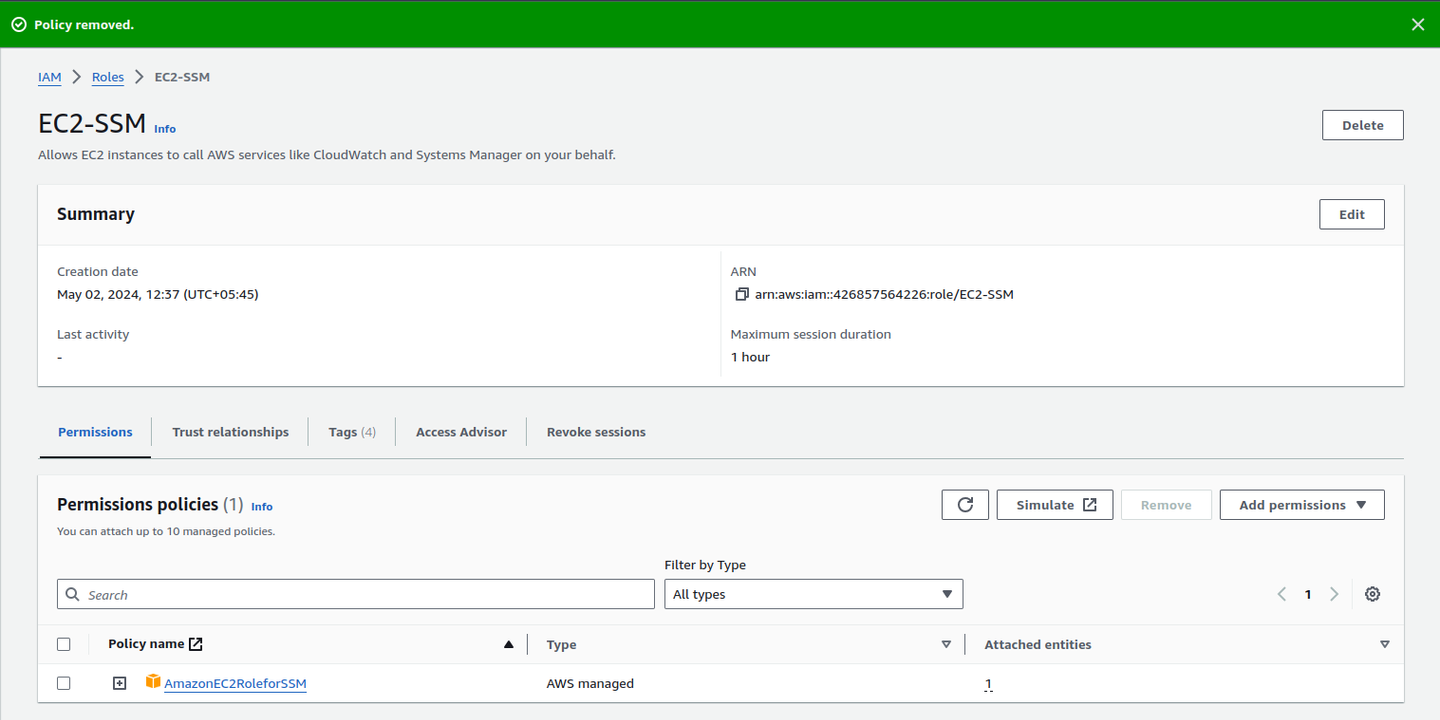 Policy removed.
IAM > Roles > EC2-SSM
EC2-SSM Info
Delete
Allows EC2 instances to call AWS services like CloudWatch and Systems Manager on your behalf.
Summary
Edit
Creation date
May 02, 2024, 12:37 (UTC+05:45)
ARN
arn:aws:iam::426857564226:role/EC2-SSM
Last activity
-
Maximum session duration
1 hour
Permissions
Trust relationships
Tags (4)
Access Advisor
Revoke sessions
Permissions policies (1) Info
You can attach up to 10 managed policies.
Simulate
Remove
Add permissions
Filter by Type
Search
All types
1
Policy name
Type
Attached entities
AmazonEC2RoleforSSM
AWS managed
1